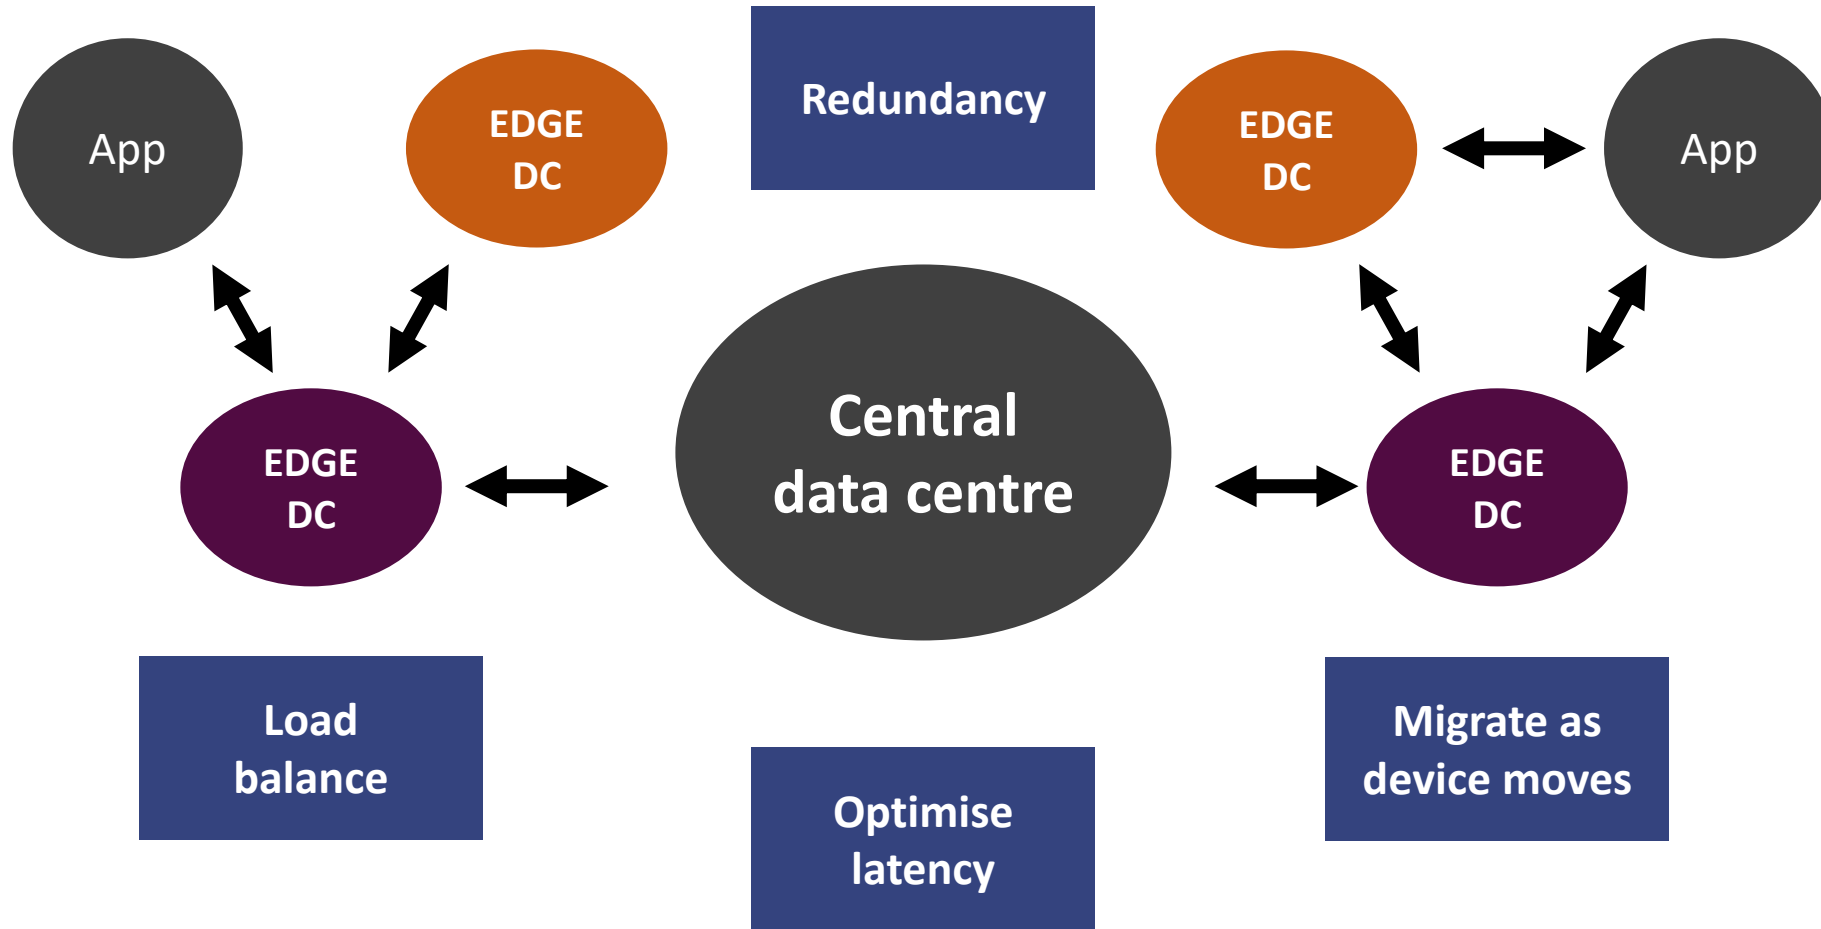 App
EDGE
DC
Redundancy
EDGE
DC
App
Central
data centre
EDGE
DC
EDGE
DC
Load
balance
Optimise
latency
Migrate as
device moves